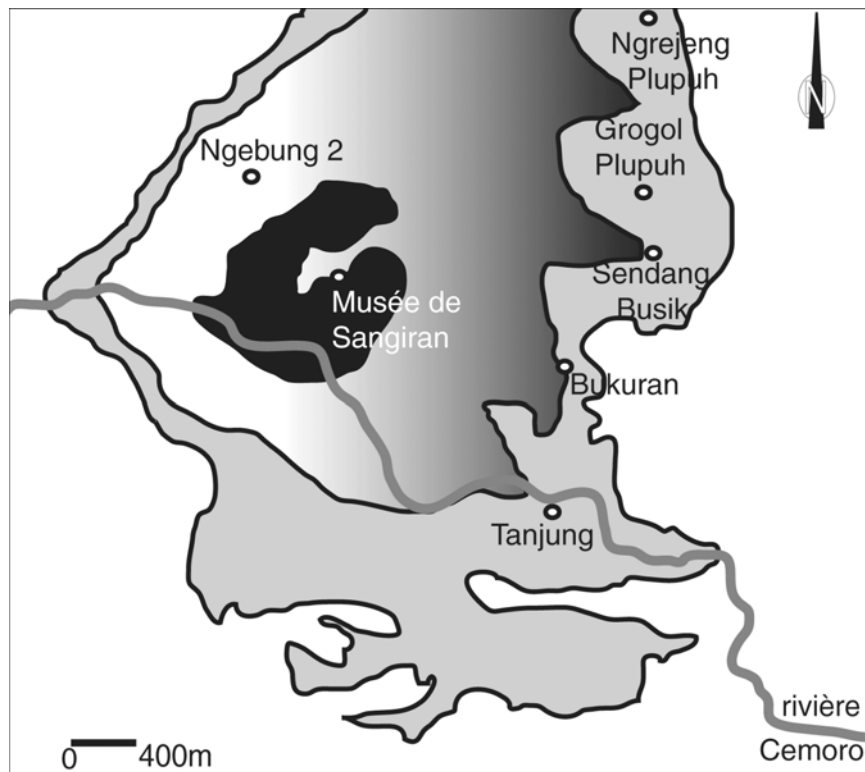 Ngrejeng
Plupuh
N
Grogol
Plupuh
Ngebung 2
Sendang
Busik
Musée de
Sangiran
Bukuran
Tanjung
rivière
Cemoro
0 400m